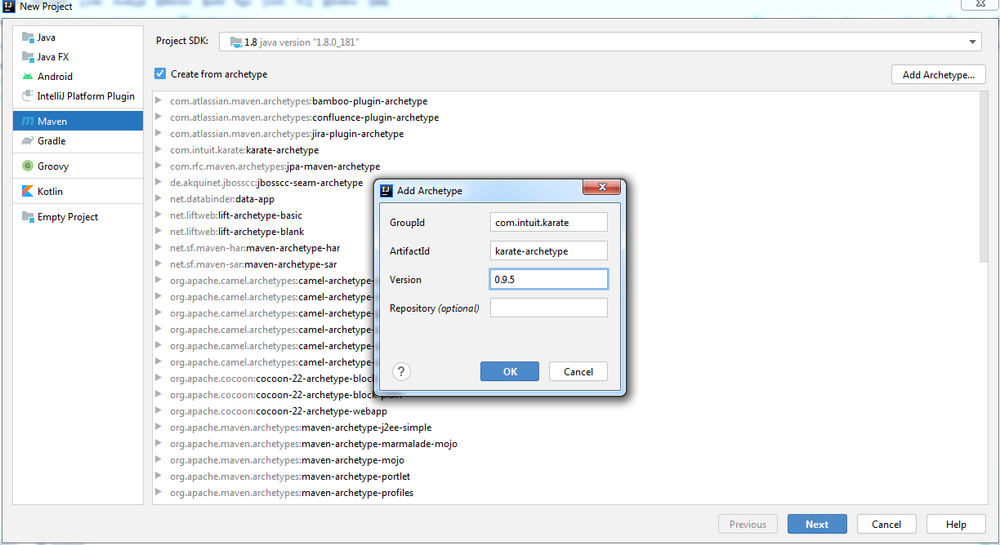 New Project
Java
Java FX
Android
IntelliJ Platform Plugin
Maven
Gradle
Groovy
Kotlin
Empty Project
Project SDK: 1.8 java version "1.8.0_181"
Create from archetype
Add Archetype...
com.atlassian.maven.archetypes:bamboo-plugin-archetype
com.atlassian.maven.archetypes:confluence-plugin-archetype
com.atlassian.maven.archetypes:jira-plugin-archetype
com.intuit.karate:karate-archetype
com.rfc.maven.archetypes:jpa-maven-archetype
de.akquinet.jbosscc:jbosscc-seam-archetype
net.databinder:data-app
net.liftweb:lift-archetype-basic
net.liftweb:lift-archetype-blank
net.sf.maven-har:maven-archetype-har
net.sf.maven-sar:maven-archetype-sar
org.apache.camel.archetypes:camel-archetype-
org.apache.camel.archetypes:camel-archetype-
org.apache.camel.archetypes:camel-archetype-
org.apache.camel.archetypes:camel-archetype-
org.apache.camel.archetypes:camel-archetype-
org.apache.camel.archetypes:camel-archetype-
org.apache.cocoon:cocoon-22-archetype-block
org.apache.cocoon:cocoon-22-archetype-block-plain
org.apache.cocoon:cocoon-22-archetype-webapp
org.apache.maven.archetypes:maven-archetype-j2ee-simple
org.apache.maven.archetypes:maven-archetype-marmalade-mojo
org.apache.maven.archetypes:maven-archetype-mojo
org.apache.maven.archetypes:maven-archetype-portlet
org.apache.maven.archetypes:maven-archetype-profiles
Add Archetype
GroupId com.intuit.karate
ArtifactId karate-archetype
Version 0.9.5
Repository (optional)
?
OK
Cancel
Previous
Next
Cancel
Help